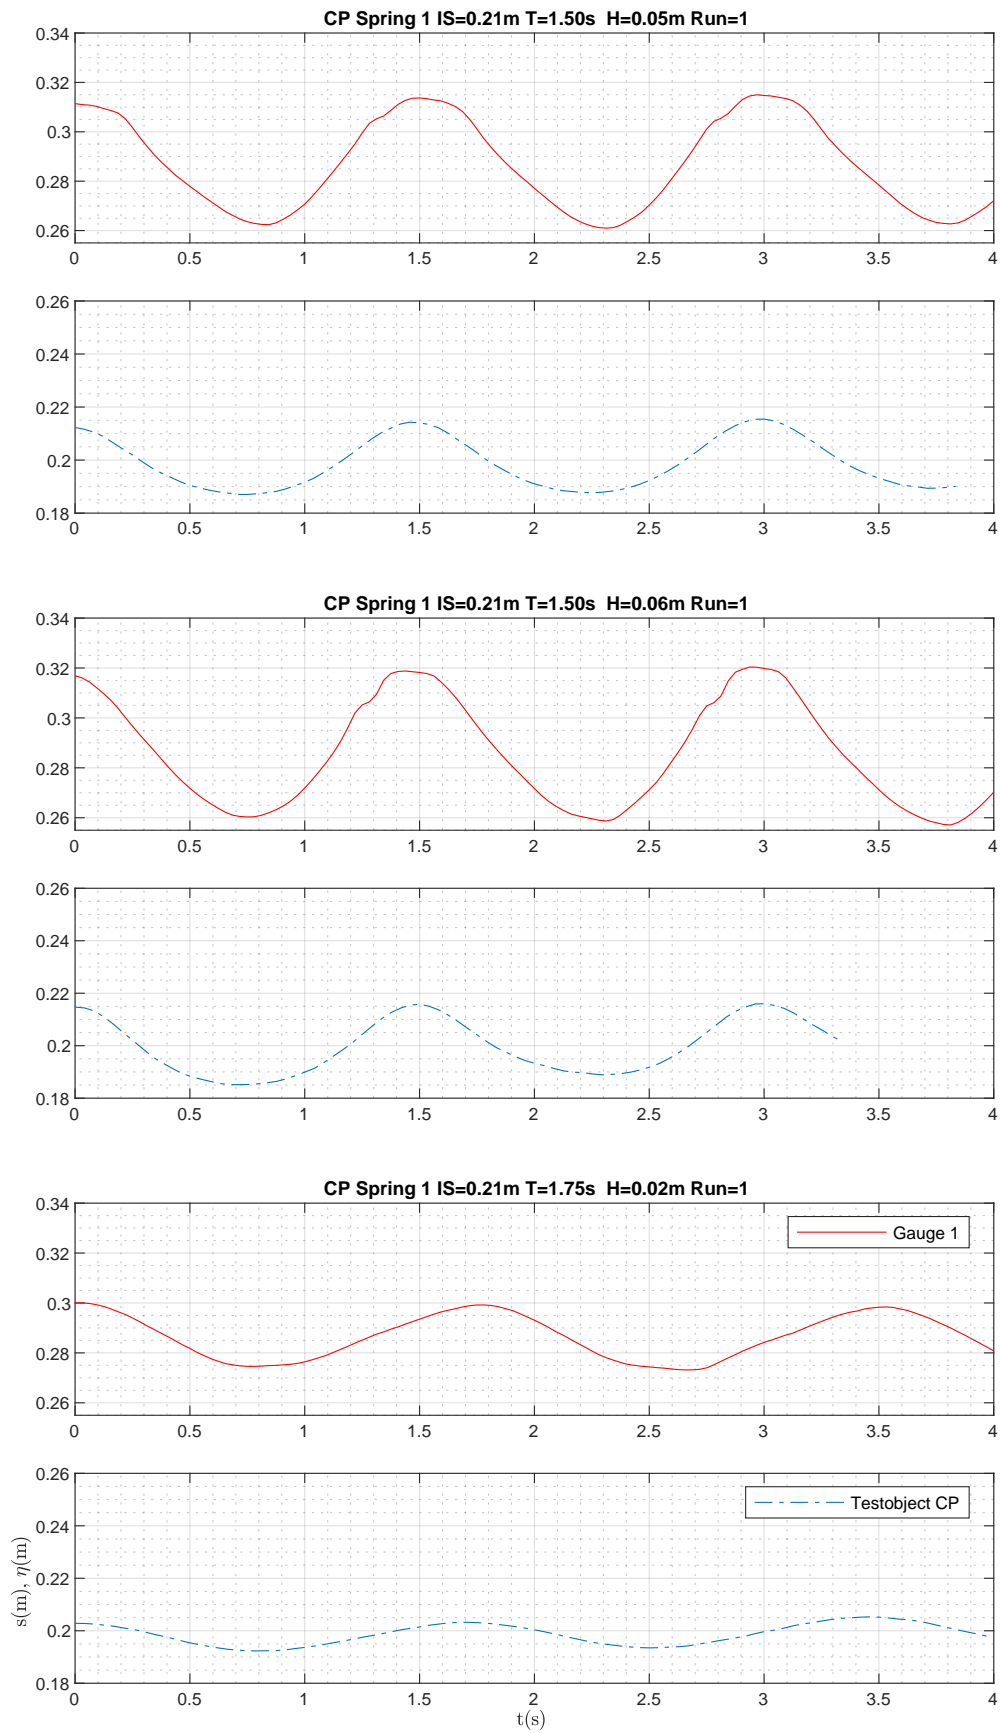 CP Spring 1 IS=0.21m T=1.50s  H=0.05m Run=1
0.34
0.32
0.3
0.28
0.26
0 0.5 1 1.5 2 2.5 3 3.5 4
0.26
0.24
0.22
0.2
0.18
0 0.5 1 1.5 2 2.5 3 3.5 4
CP Spring 1 IS=0.21m T=1.50s  H=0.06m Run=1
0.34
0.32
0.3
0.28
0.26
0 0.5 1 1.5 2 2.5 3 3.5 4
0.26
0.24
0.22
0.2
0.18
0 0.5 1 1.5 2 2.5 3 3.5 4
CP Spring 1 IS=0.21m T=1.75s  H=0.02m Run=1
0.34
Gauge 1
0.32
0.3
0.28
0.26
0 0.5 1 1.5 2 2.5 3 3.5 4
0.26
Testobject CP
0.24
0.22
0.2
0.18
s(m), η(m)
0 0.5 1 1.5 2 2.5 3 3.5 4
t(s)